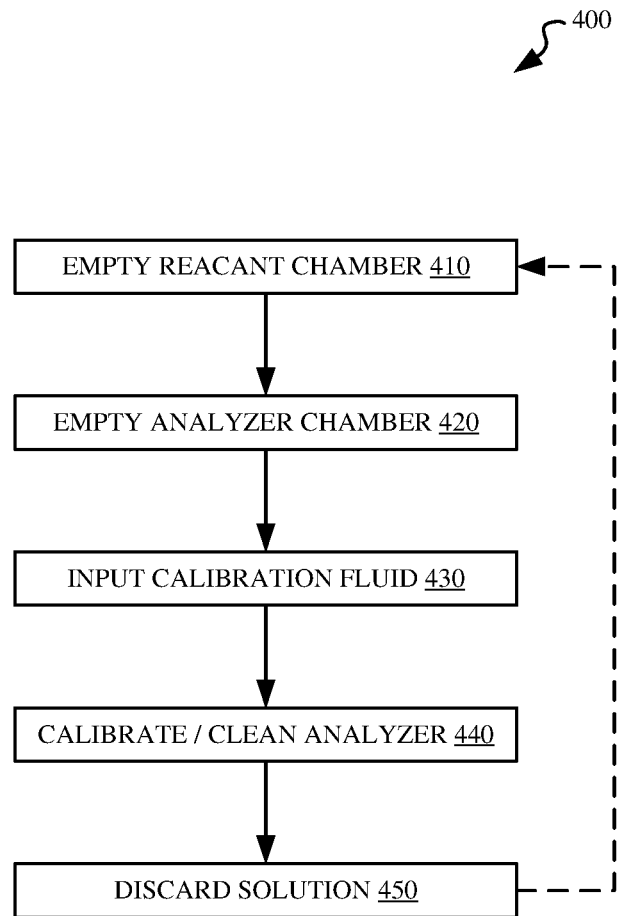 400
EMPTY REACANT CHAMBER 410
EMPTY ANALYZER CHAMBER 420
INPUT CALIBRATION FLUID 430
CALIBRATE / CLEAN ANALYZER 440
DISCARD SOLUTION 450